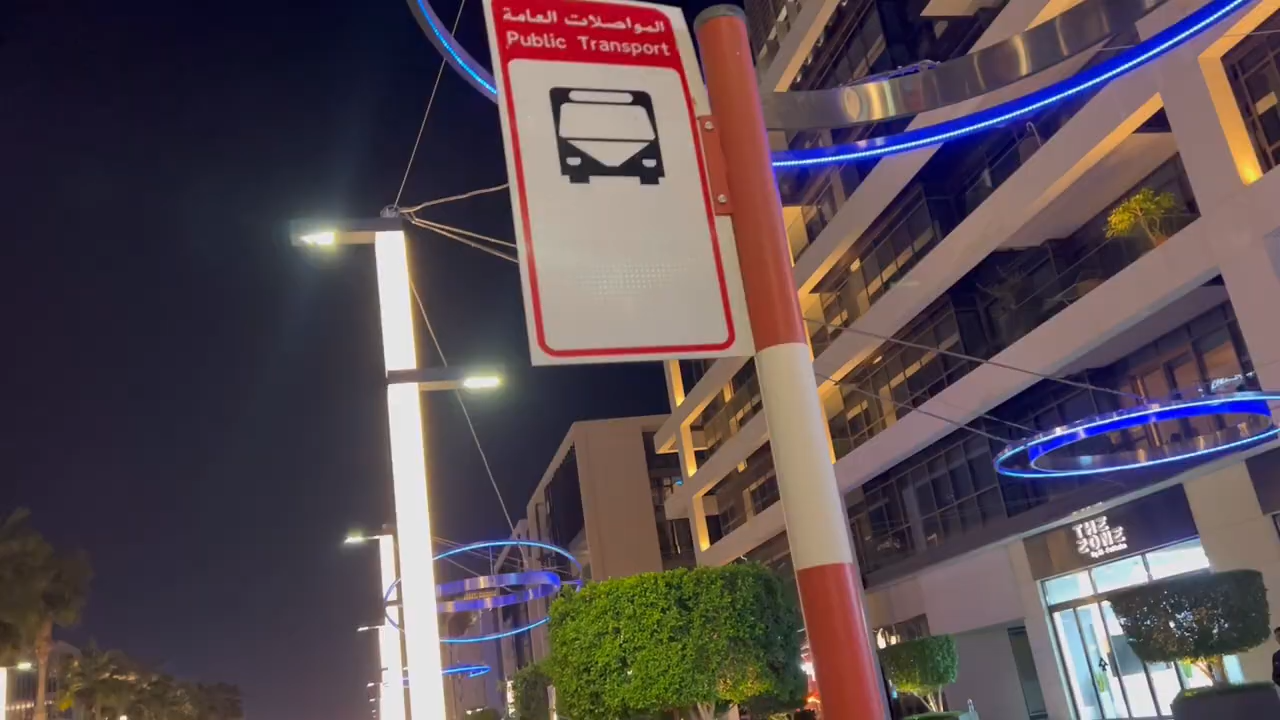 المواصلات العامة
Public Transport
THE
ZONE